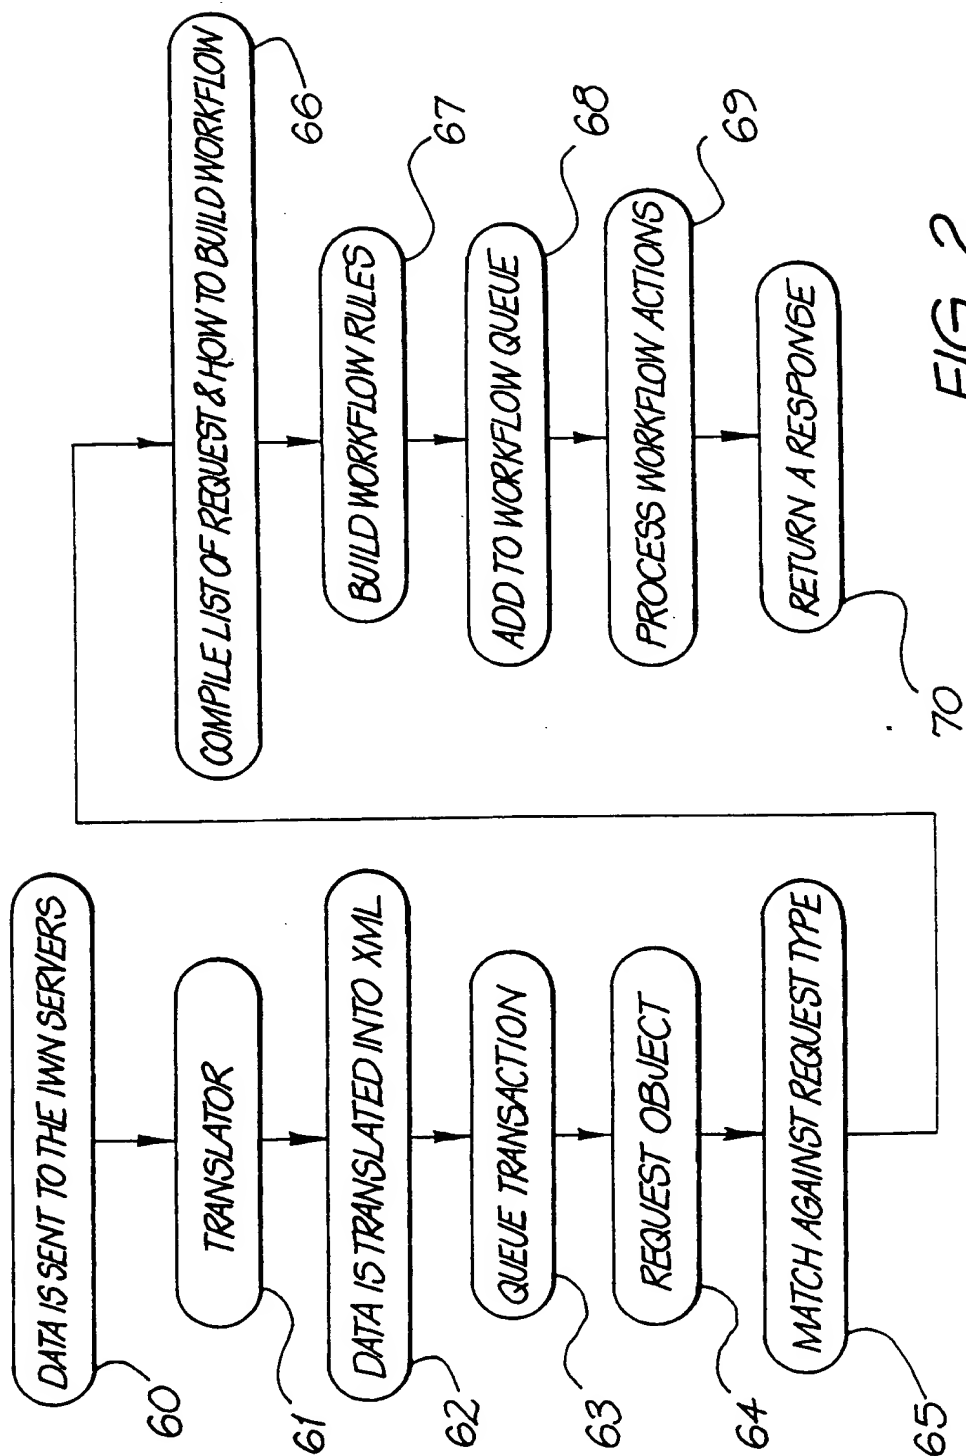 DATA IS SENT TO THE IWN SERVERS
60
TRANSLATOR
61
DATA IS TRANSLATED INTO XML
62
QUEUE TRANSACTION
63
REQUEST OBJECT
64
MATCH AGAINST REQUEST TYPE
65
COMPILE LIST OF REQUEST & HOW TO BUILD WORKFLOW
66
BUILD WORKFLOW RULES
67
ADD TO WORKFLOW QUEUE
68
PROCESS WORKFLOW ACTIONS
69
RETURN A RESPONSE
70
FIG. 2